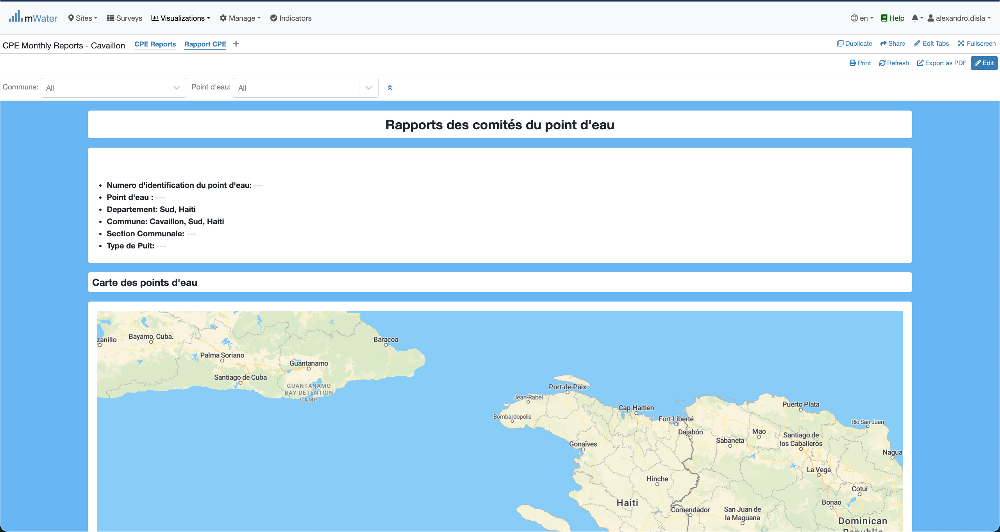 mWater Sites Surveys Visualizations Manage Indicators en Help alexandro.disla
CPE Monthly Reports - Cavaillon CPE Reports Rapport CPE + Duplicate Share Edit Tabs Fullscreen
Print Refresh Export as PDF Edit
Commune: All Point d'eau: All
Rapports des comités du point d'eau
• Numero d'identification du point d'eau: ---
• Point d'eau : ---
• Departement: Sud, Haiti
• Commune: Cavaillon, Sud, Haiti
• Section Communale: ---
• Type de Puit: ---
Carte des points d'eau
Bayamo, Cuba.
zanillo
Baracoa
Palma Soriano
Guantanamo
Santiago de Cuba
GUANTANAMO
BAY DETENTION
CAMP
Port-de-Paix
Jean-Rabel
Cap-Haitien
Puerto Plata
Bombardopolis
Fort-Liberté
Río San Juan
Dajabón
Mao
Santiago de
los Caballeros
Sabaneta
Gonaïves
Nagua
La Vega
Hinche
Cotuí
Haiti
Bonao
Comendador
San Juan de
la Maguana
Dominican
Republic